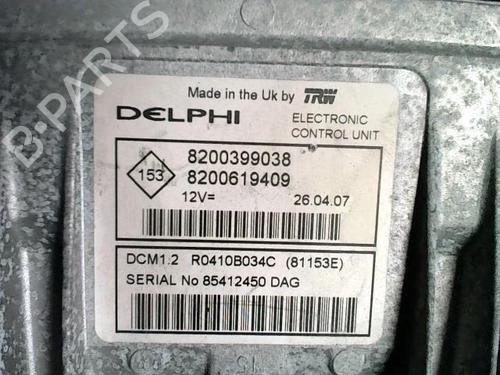 B-PARTS
Made in the Uk by TRW
DELPHI
ELECTRONIC
CONTROL UNIT
153
8200399038
8200619409
12V=
26.04.07
DCM1.2 R0410B034C (81153E)
SERIAL No 85412450 DAG